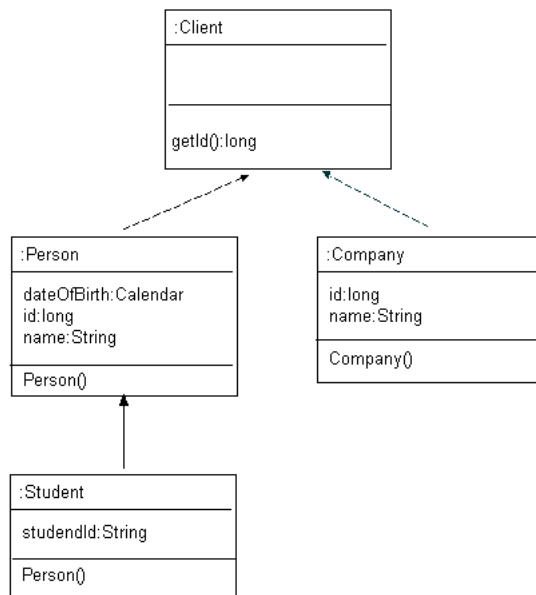 :Client
getId():long
:Person
dateOfBirth:Calendar
id:long
name:String
Person()
:Company
id:long
name:String
Company()
:Student
studendId:String
Person()